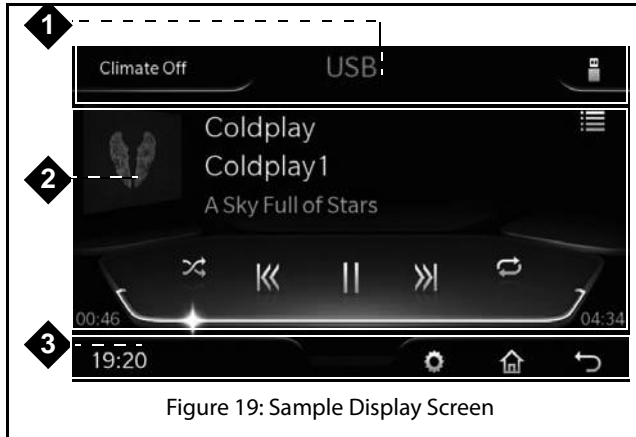 1
Climate Off USB
Coldplay
Coldplay1
2
A Sky Full of Stars
00:46 04:34
3
19:20
Figure 19: Sample Display Screen